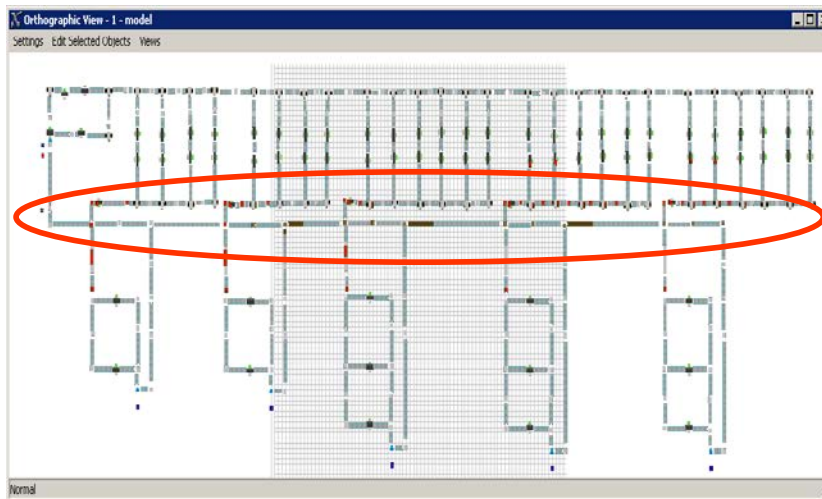 Orthographic View - 1 - model
Settings Edit Selected Objects Views
Normal